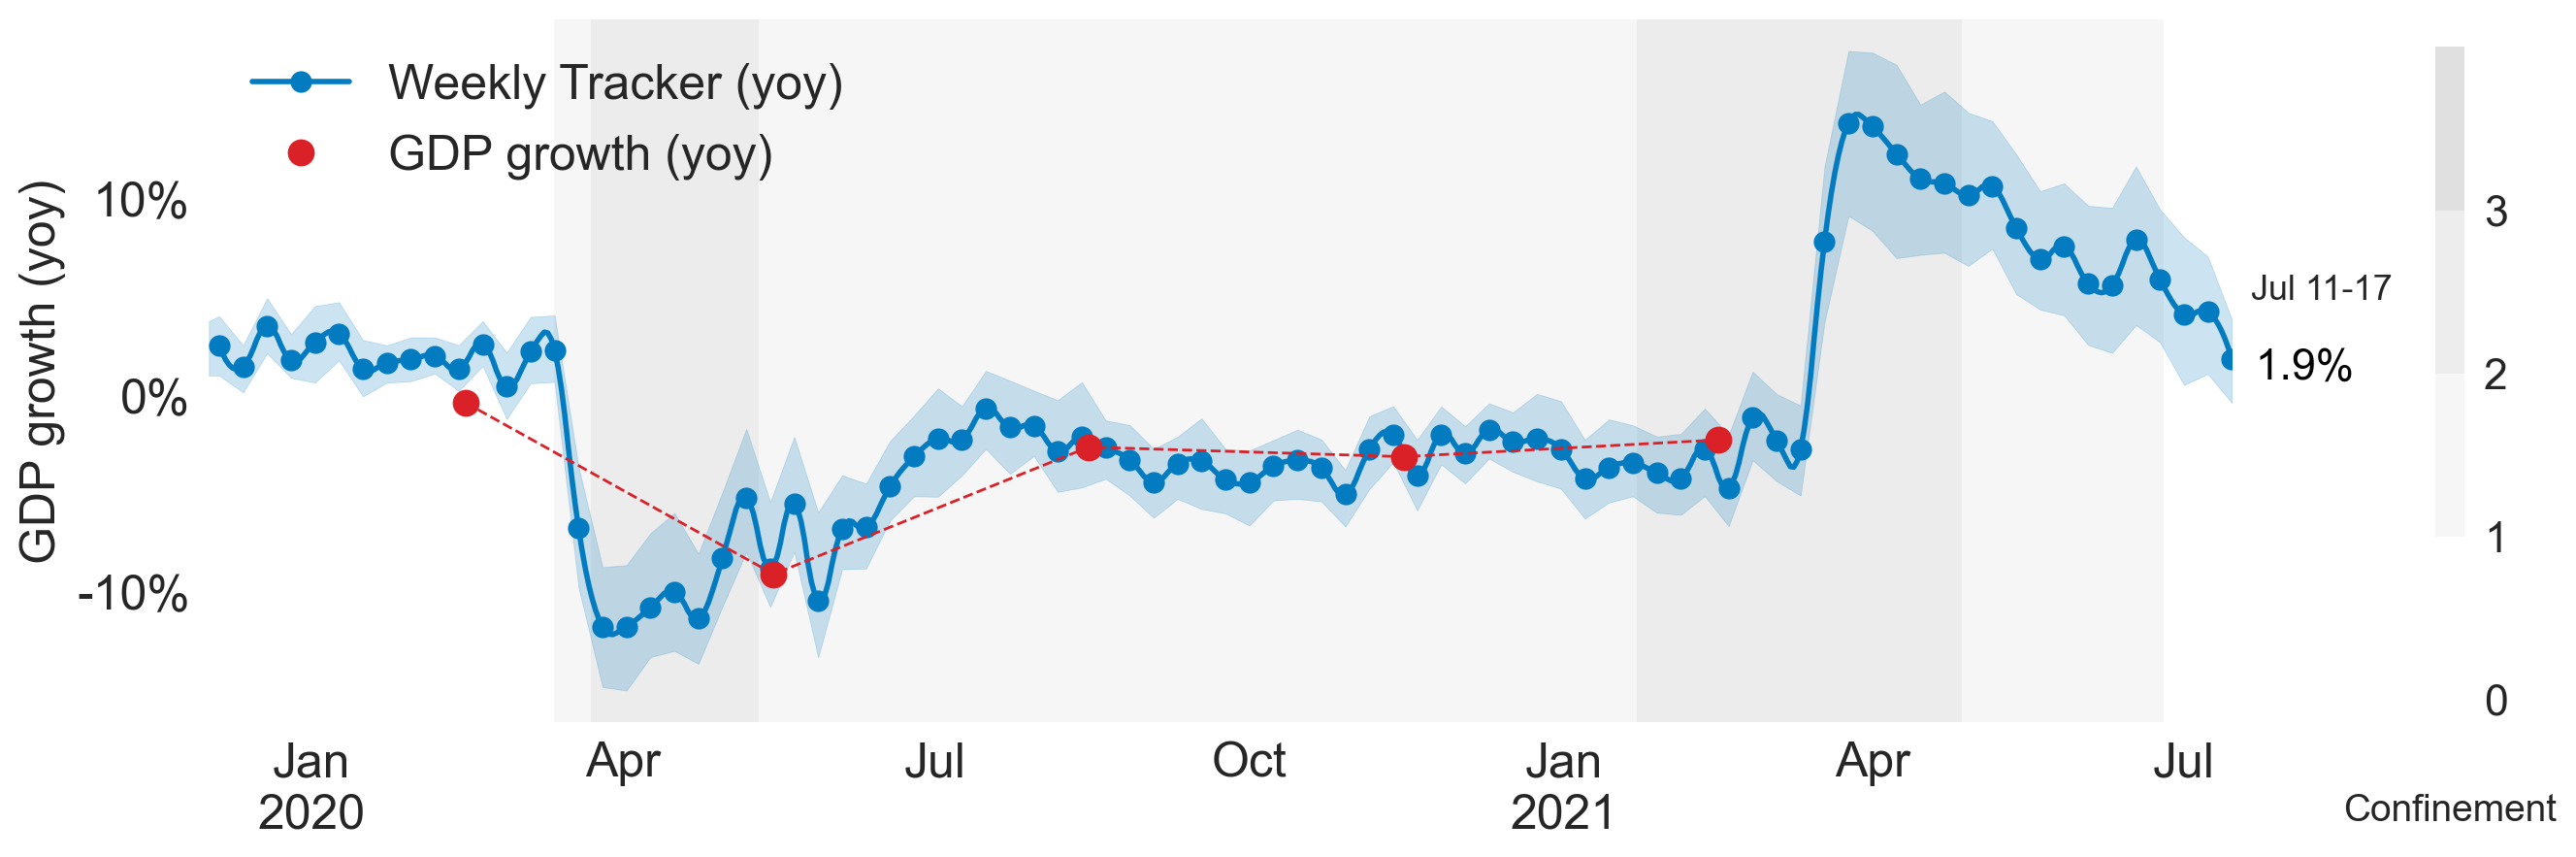 Weekly Tracker (yoy)
GDP growth (yoy)
GDP growth (yoy)
10%
0%
-10%
Jan
2020
Apr
Jul
Oct
Jan
2021
Apr
Jul
Jul 11-17
1.9%
3
2
1
0
Confinement